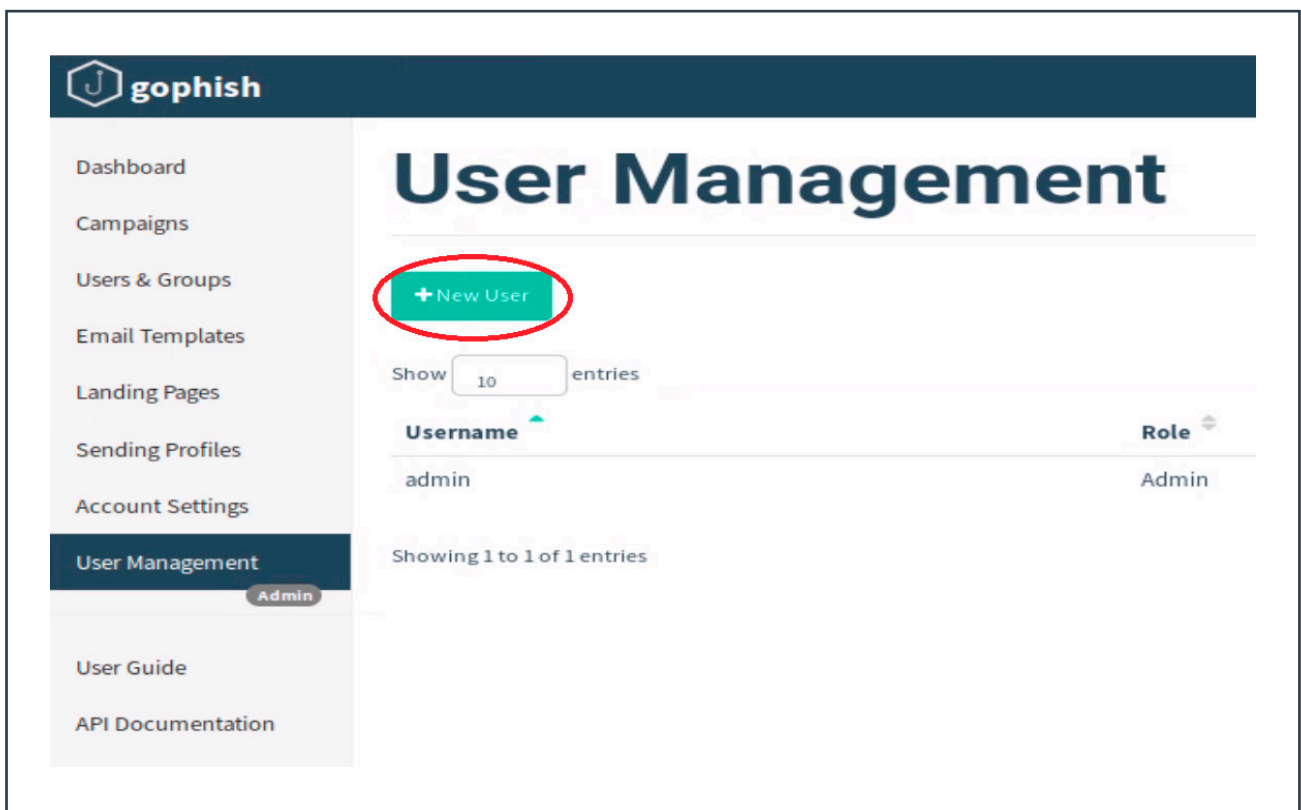 gophish
Dashboard
Campaigns
Users & Groups
Email Templates
Landing Pages
Sending Profiles
Account Settings
User Management
Admin
User Guide
API Documentation
User Management
+New User
Show 10 entries
Username Role
admin Admin
Showing 1 to 1 of 1 entries